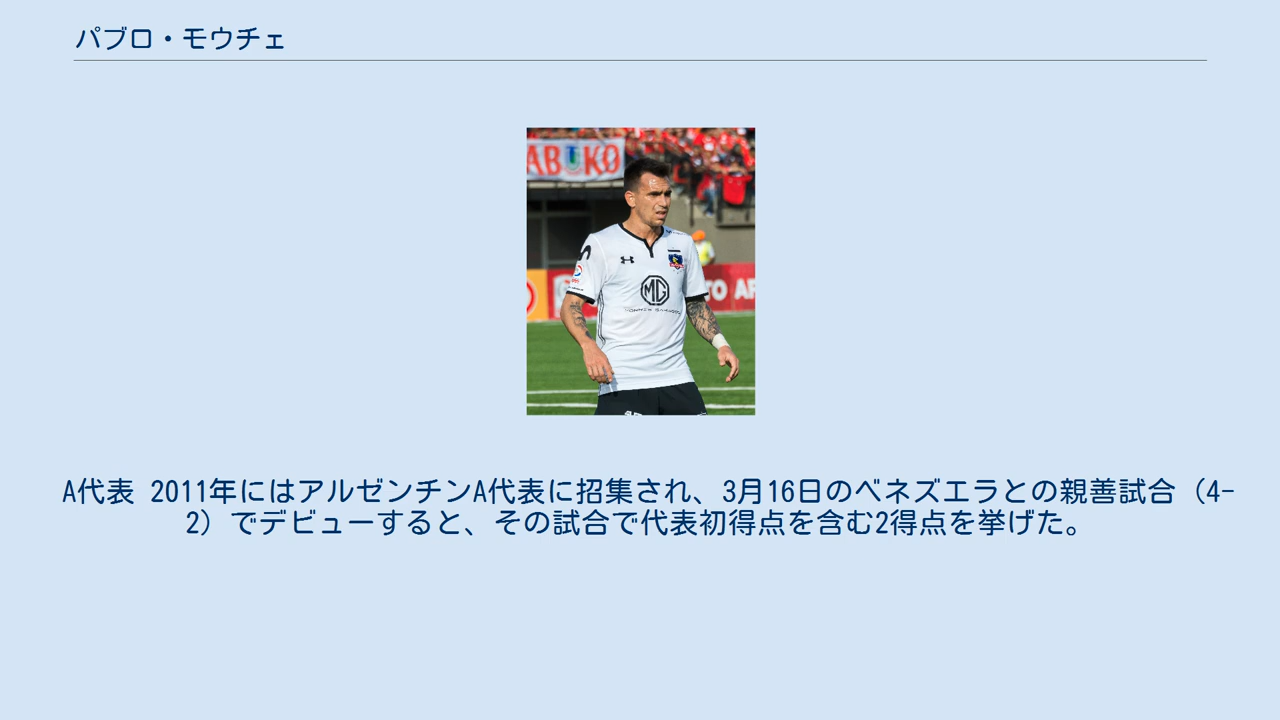 パブロ・モウチェ
ABUKO
MG
TO AR
A代表 2011年にはアルゼンチンA代表に招集され、3月16日のベネズエラとの親善試合（4-
2）でデビューすると、その試合で代表初得点を含む2得点を挙げた。